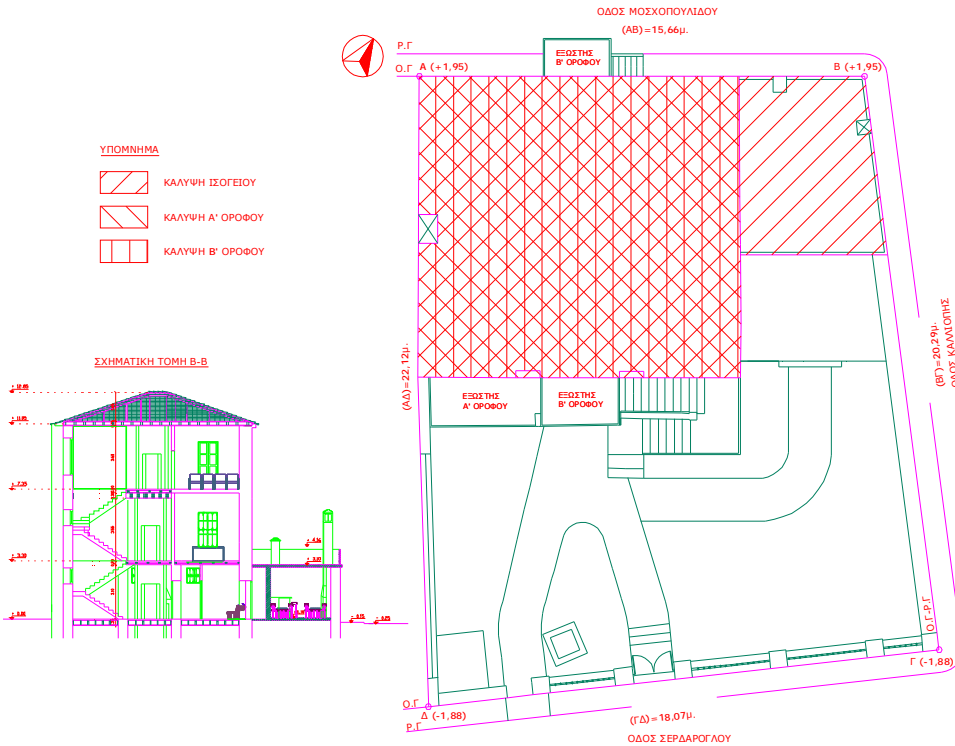 ΟΔΟΣ ΜΟΣΧΟΠΟΥΛΙΔΟΥ
(ΑΒ)=15,66μ.
Ρ.Γ
Ο.Γ
Α (+1,95)
ΕΞΩΣΤΗΣ
Β' ΟΡΟΦΟΥ
Β (+1,95)
ΥΠΟΜΝΗΜΑ
ΚΑΛΥΨΗ ΙΣΟΓΕΙΟΥ
ΚΑΛΥΨΗ Α' ΟΡΟΦΟΥ
ΚΑΛΥΨΗ Β' ΟΡΟΦΟΥ
ΣΧΗΜΑΤΙΚΗ ΤΟΜΗ Β-Β
(ΑΔ)=22,12μ.
(ΒΓ)=20,29μ.
ΟΔΟΣ ΚΑΛΛΙΟΠΗΣ
ΕΞΩΣΤΗΣ
Α' ΟΡΟΦΟΥ
ΕΞΩΣΤΗΣ
Β' ΟΡΟΦΟΥ
Ο.Γ-Ρ.Γ
Γ (-1,88)
Ο.Γ
Δ (-1,88)
Ρ.Γ
(ΓΔ)=18,07μ.
ΟΔΟΣ ΣΕΡΔΑΡΟΓΛΟΥ